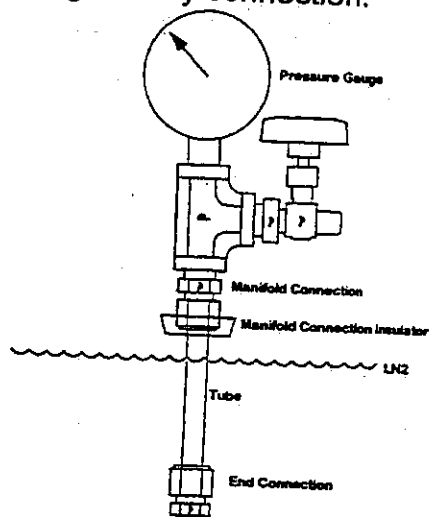 connection.
Pressure Gauge
Manifold Connection
Manifold Connection Insulator
LN2
Tube
End Connection